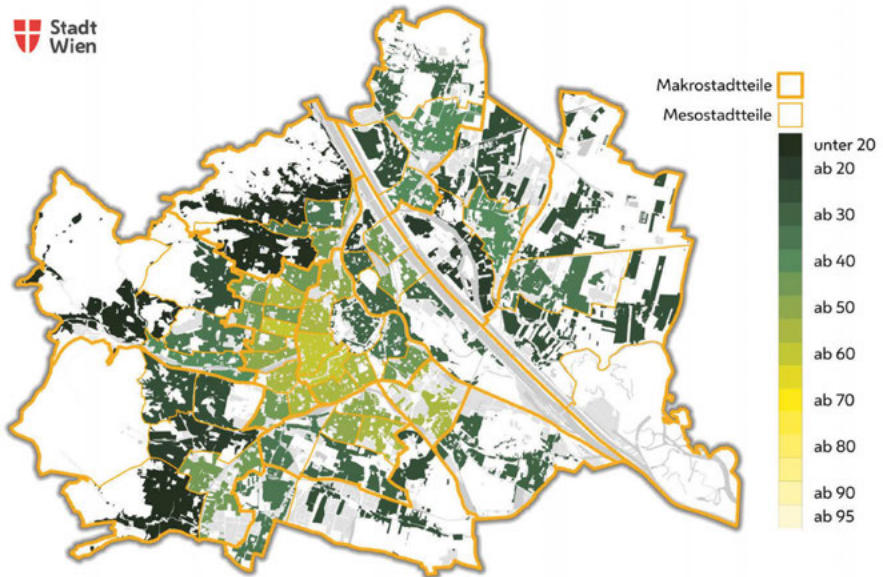 Stadt
Wien
Makrostadtteile
Mesostadtteile
unter 20
ab 20
ab 30
ab 40
ab 50
ab 60
ab 70
ab 80
ab 90
ab 95